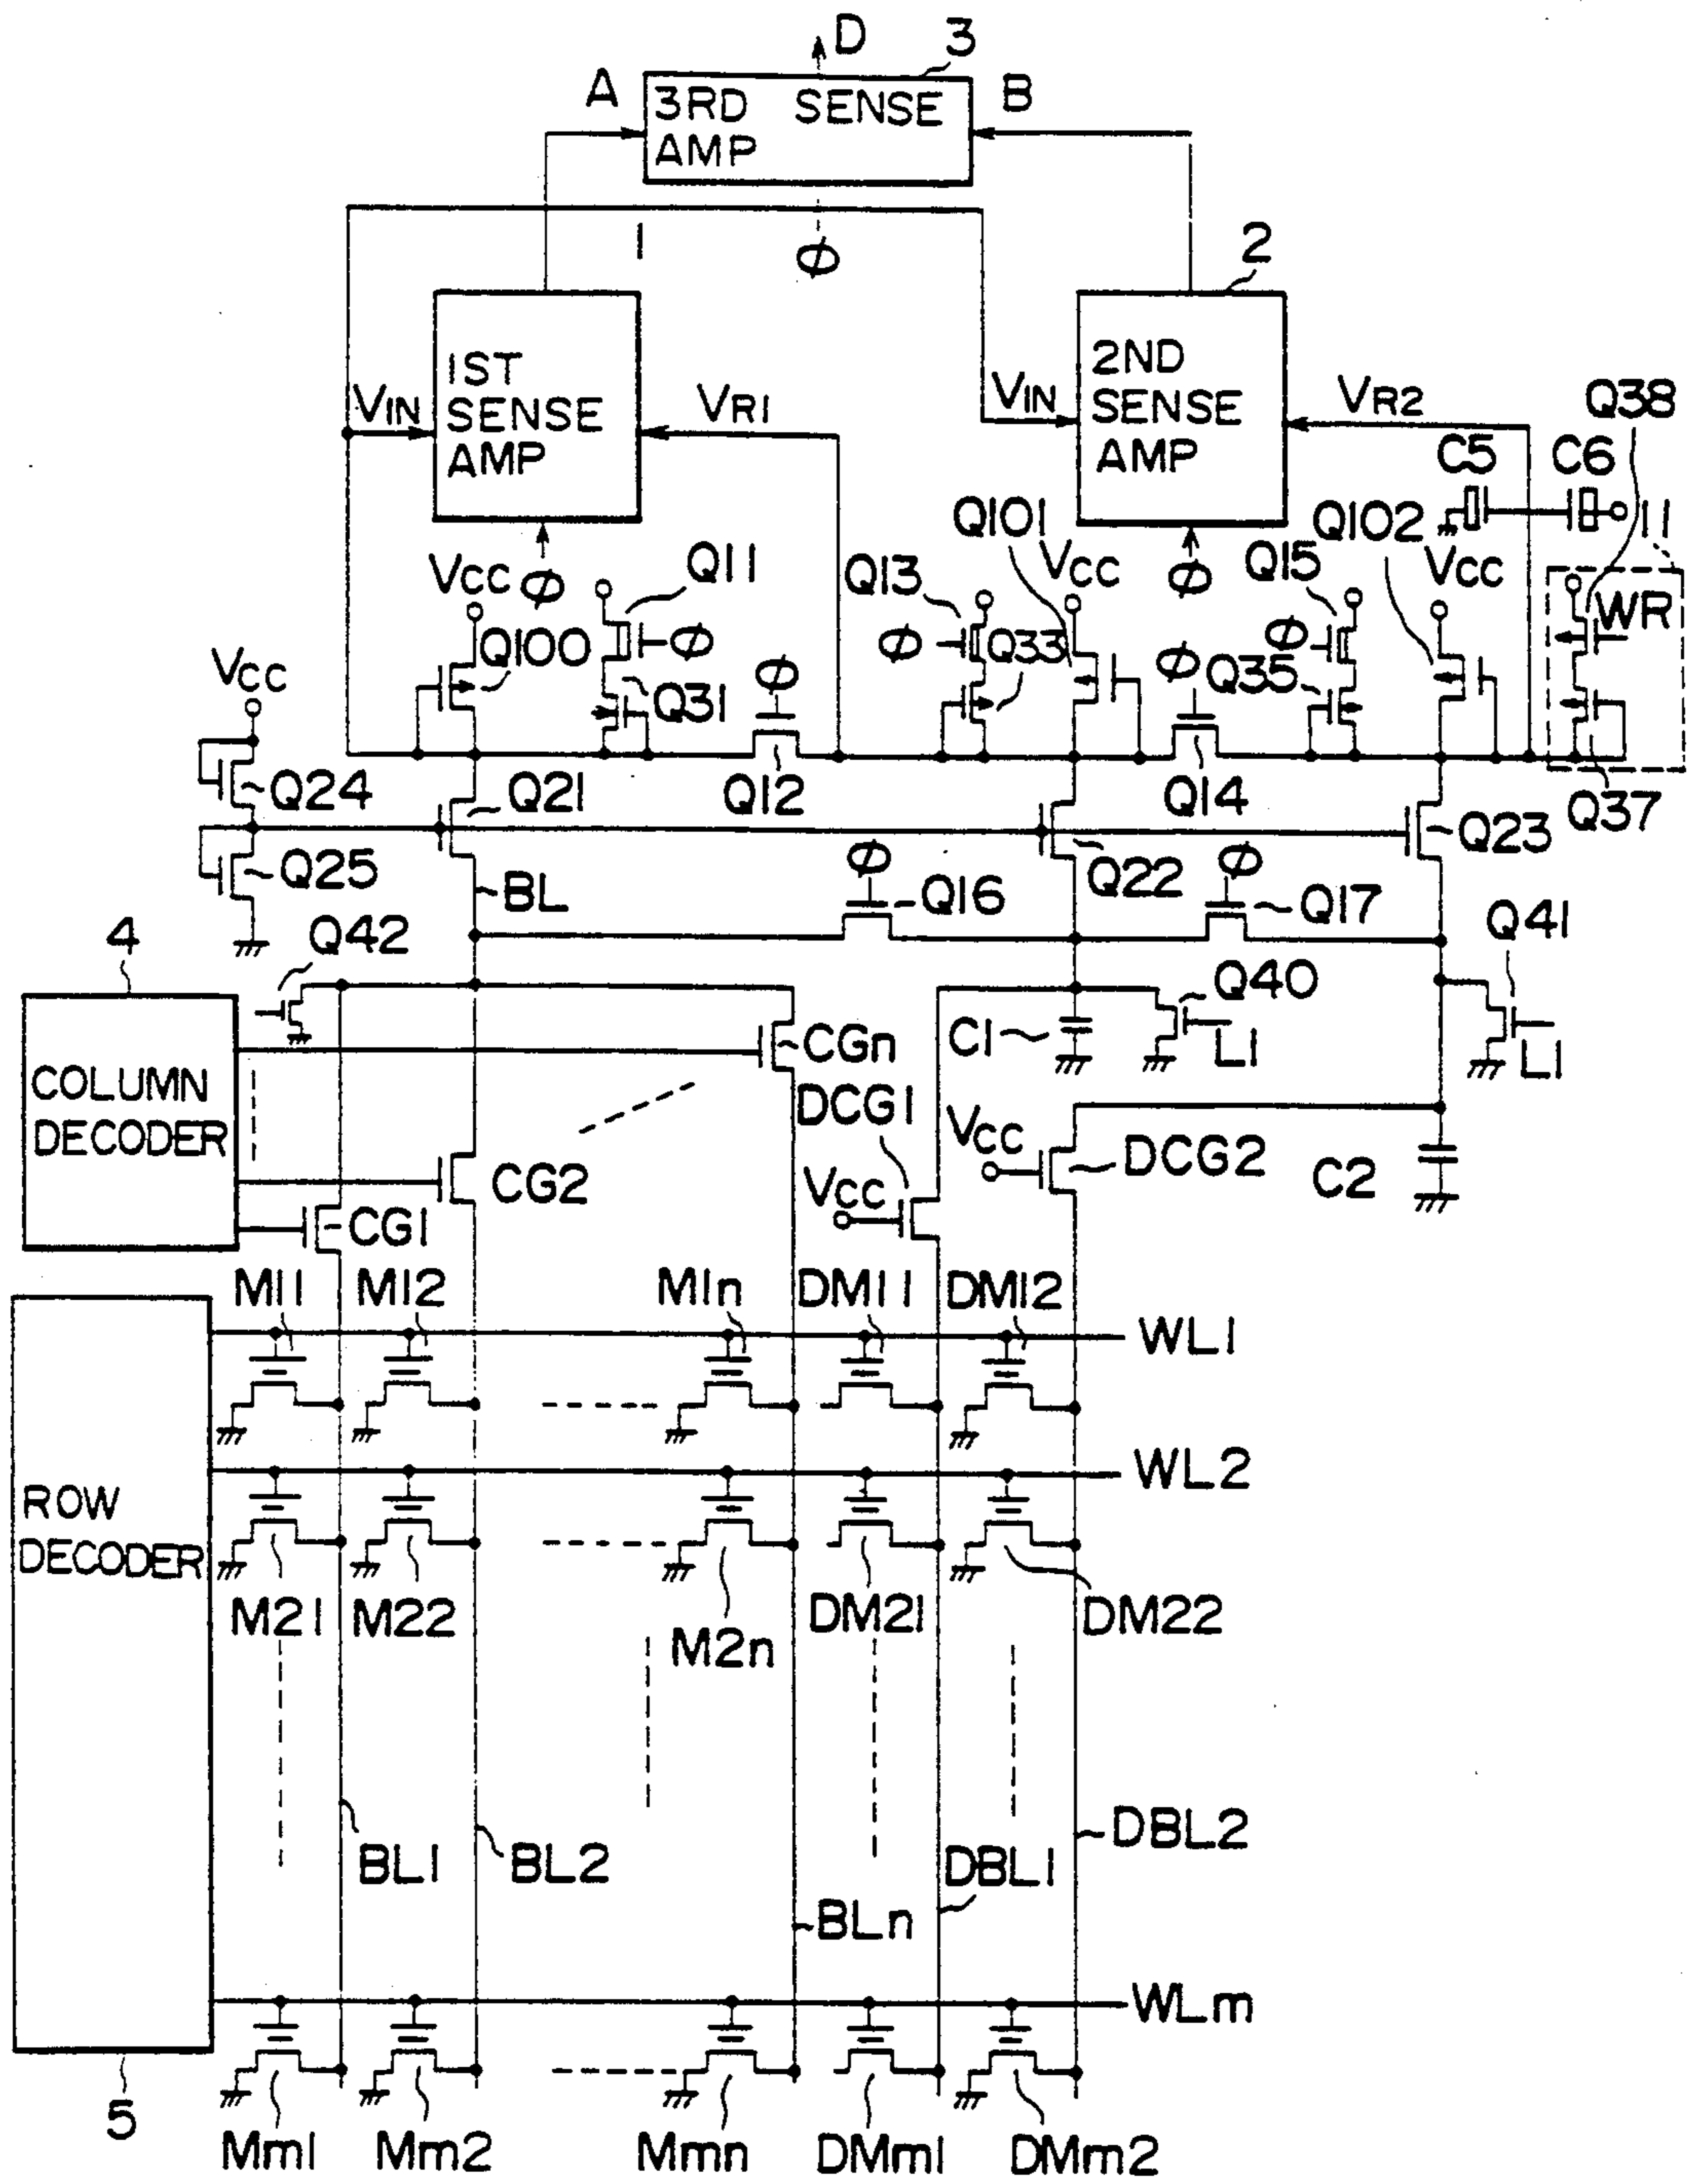 D
3
A
3RD SENSE
AMP
B
1
φ
2
1ST
SENSE
AMP
VIN
VR1
2ND
SENSE
AMP
VIN
VR2
Q38
C5
C6
11
Q101
Q102
VCC
φ
Q11
Q13
VCC
φ
Q15
VCC
WR
Q100
φ
φ
Q33
φ
φ
VCC
Q31
φ
Q35
Q24
Q21
Q12
Q14
Q23
Q37
Q25
BL
φ
Q16
Q22
φ
Q17
Q41
4
Q42
Q40
COLUMN
DECODER
CGn
C1
L1
L1
DCG1
VCC
DCG2
C2
CG2
VCC
CG1
M11
M12
M1n
DM11
DM12
WL1
WL2
ROW
DECODER
M21
M22
M2n
DM21
DM22
BL1
BL2
BLn
DBL1
DBL2
WLm
5
Mm1
Mm2
Mmn
DMm1
DMm2